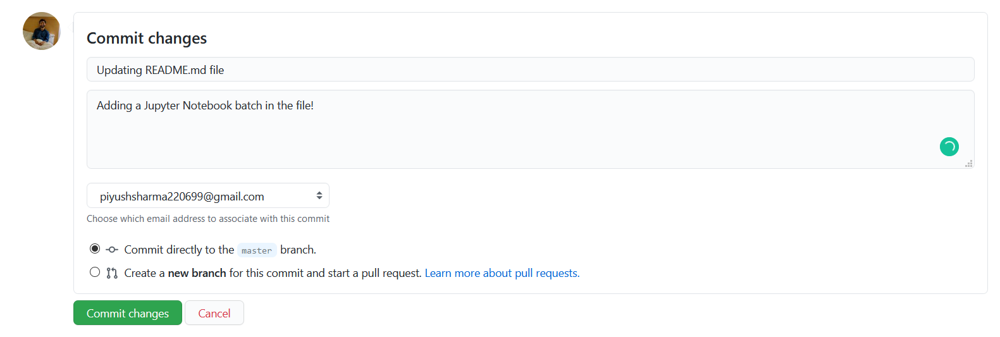 Commit changes
Updating README.md file
Adding a Jupyter Notebook batch in the file!
piyushsharma220699@gmail.com
Choose which email address to associate with this commit
Commit directly to the master branch.
Create a new branch for this commit and start a pull request. Learn more about pull requests.
Commit changes Cancel